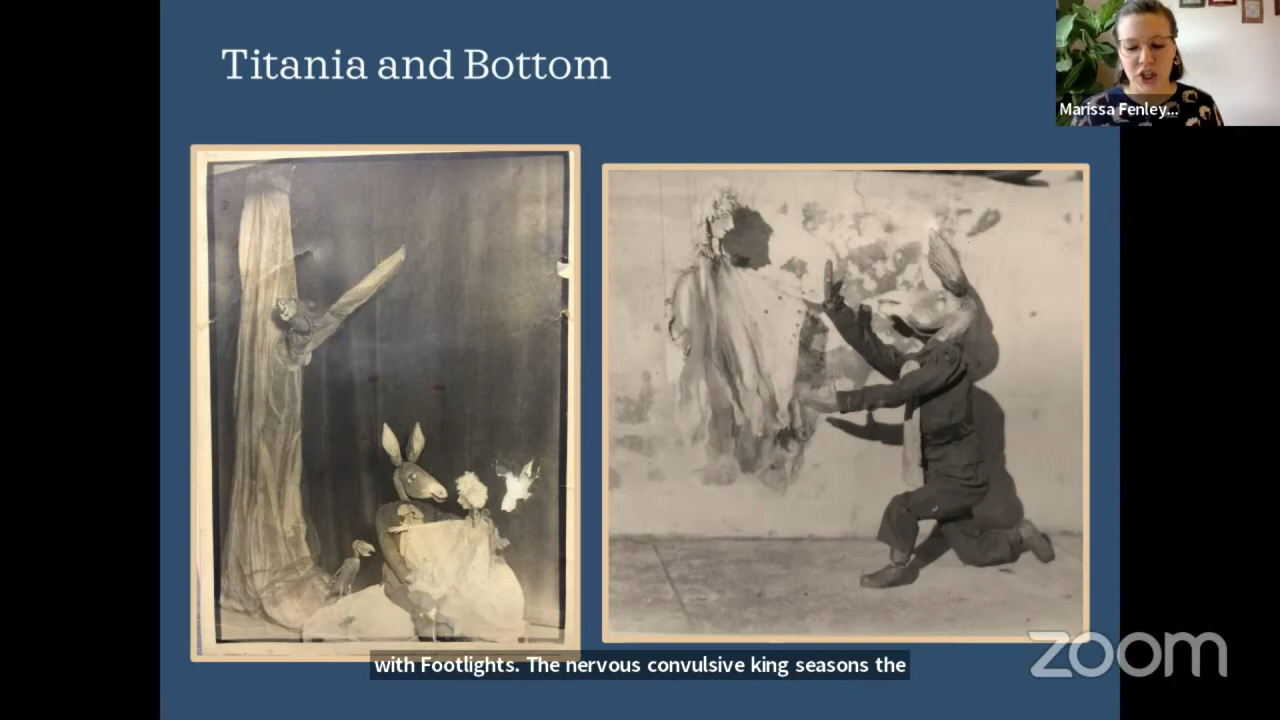 Titania and Bottom
Marissa Fenley...
with Footlights. The nervous convulsive king seasons the
zoom